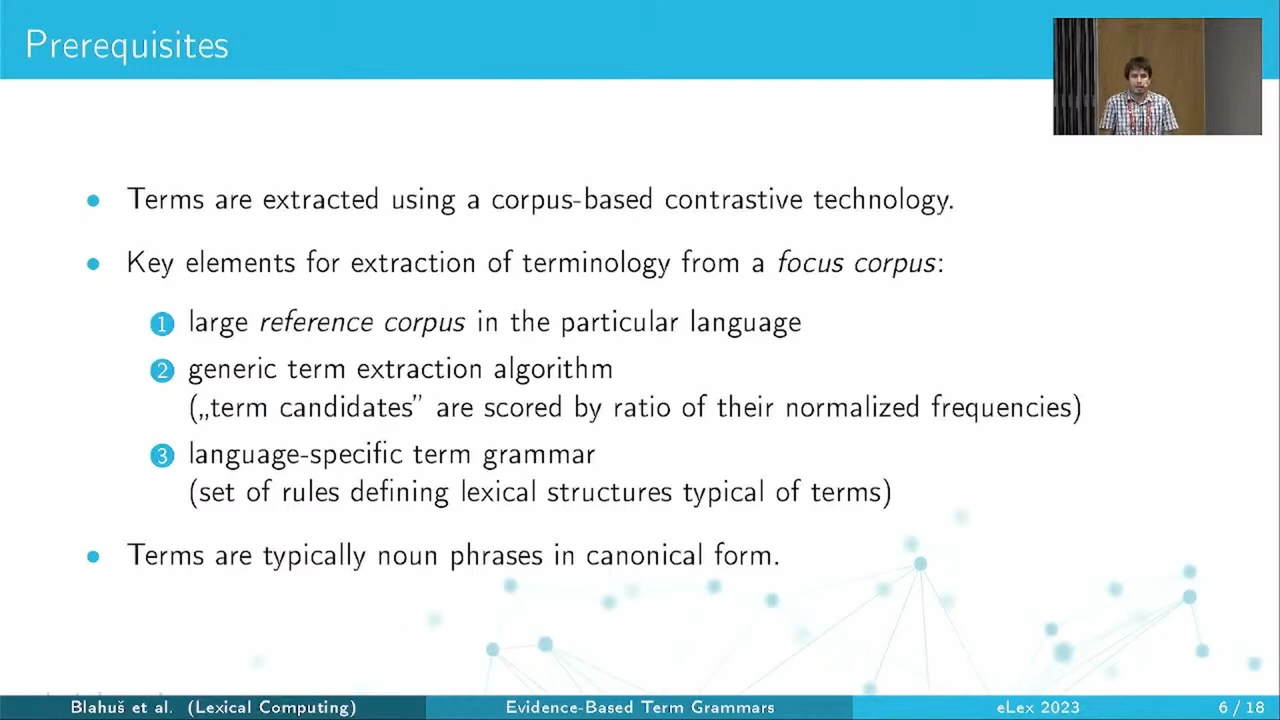 Prerequisites
• Terms are extracted using a corpus-based contrastive technology.
• Key elements for extraction of terminology from a focus corpus:
1 large reference corpus in the particular language
2 generic term extraction algorithm
(„term candidates” are scored by ratio of their normalized frequencies)
3 language-specific term grammar
(set of rules defining lexical structures typical of terms)
• Terms are typically noun phrases in canonical form.
Blahuš et al. (Lexical Computing) Evidence-Based Term Grammars eLex 2023 6 / 18